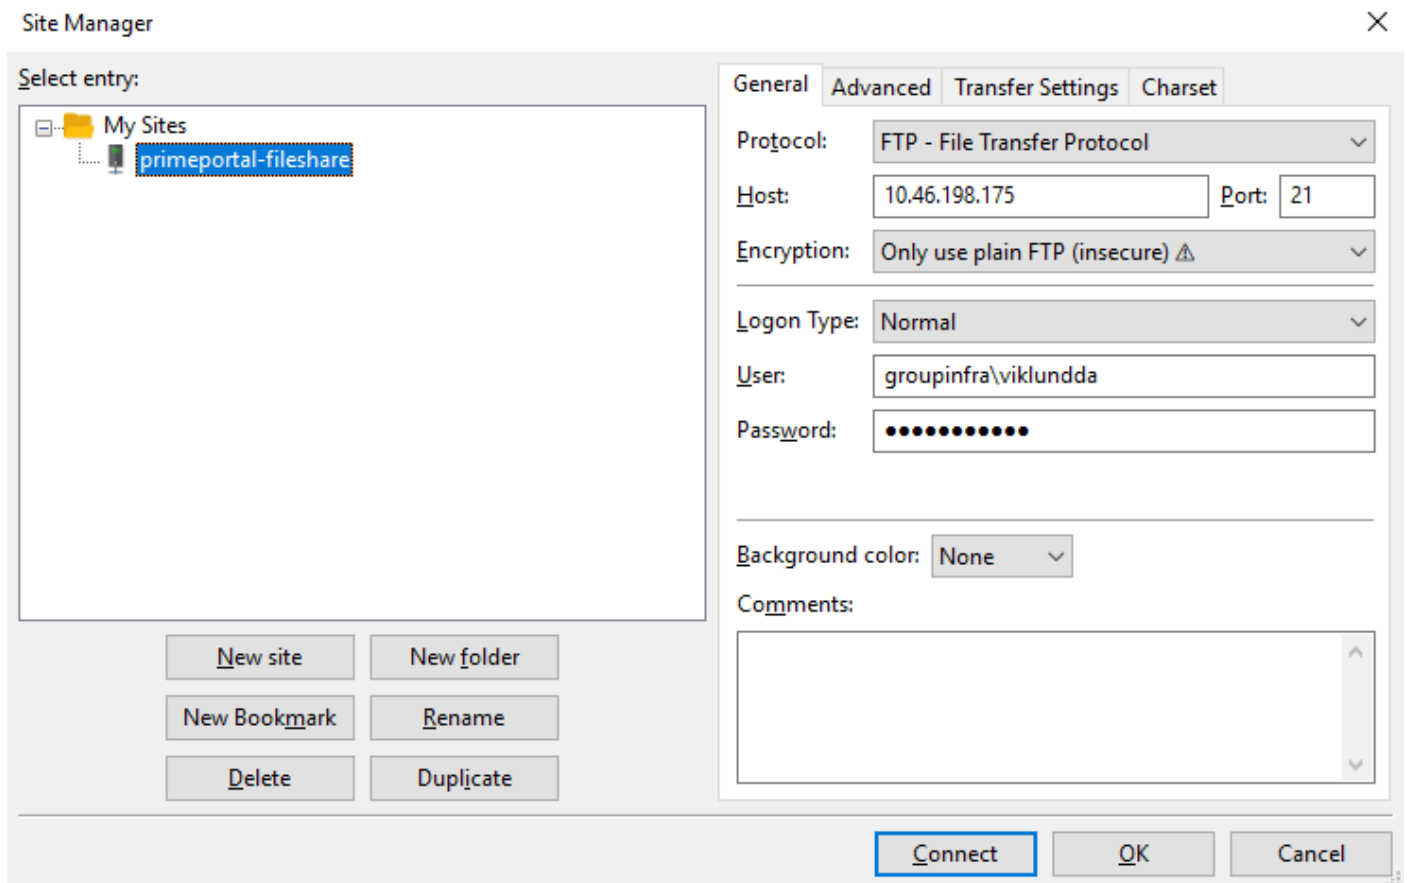 Site Manager
Select entry:
My Sites
primeportal-fileshare
New site
New folder
New Bookmark
Rename
Delete
Duplicate
General Advanced Transfer Settings Charset
Protocol: FTP - File Transfer Protocol
Host: 10.46.198.175 Port: 21
Encryption: Only use plain FTP (insecure) ⚠
Logon Type: Normal
User: groupinfra\viklundda
Password: ●●●●●●●●●●●
Background color: None
Comments:
Connect
OK
Cancel